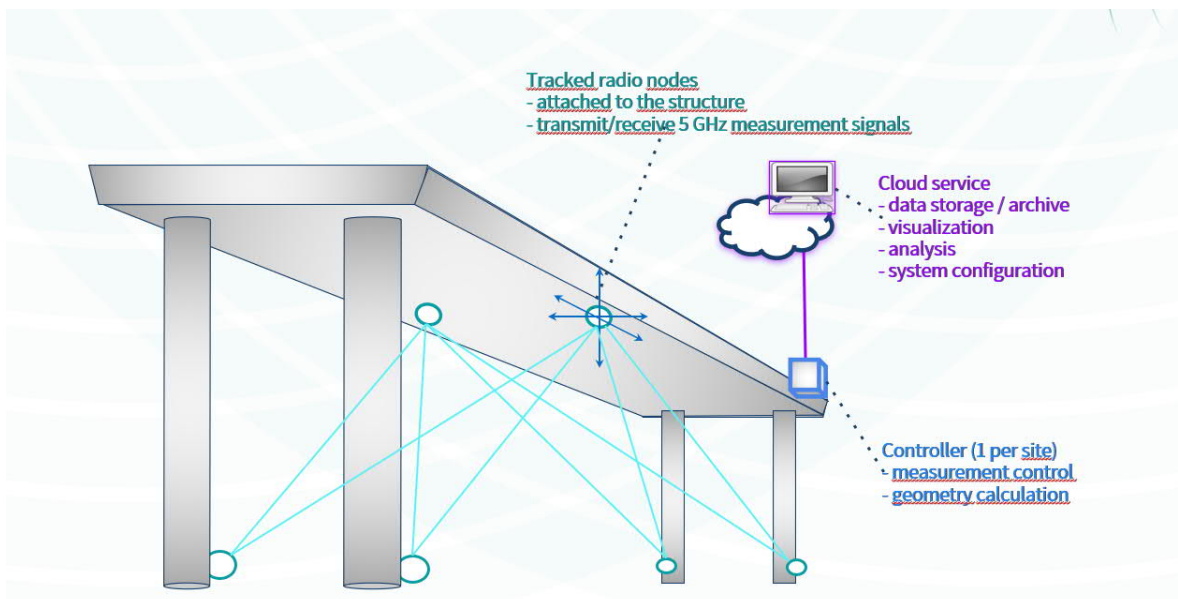 Tracked radio nodes
- attached to the structure
- transmit/receive 5 GHz measurement signals
Cloud service
- data storage / archive
- visualization
- analysis
- system configuration
Controller (1 per site)
- measurement control
- geometry calculation